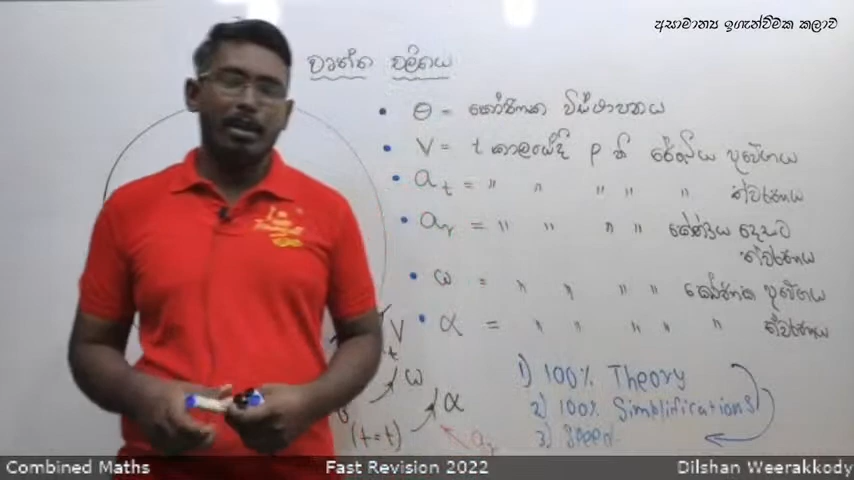 අසාමාන්‍ය ඉගැන්වීමක කලාව
වෘත්ත චලිතය
• θ = කෝණික විස්ථාපනය
• V = t කාලයේදී P හි රේඛීය ප්‍රවේගය
• a_t = " " " " " ත්වරණය
• a_r = " " " " කේන්ද්‍රය දෙසට
ත්වරණය
• ω = " " " " කෝණික ප්‍රවේගය
• α = " " " " " ත්වරණය
V
ω
α
(t=t)
1) 100% Theory
2) 100% Simplifications
3) Speed
Combined Maths Fast Revision 2022 Dilshan Weerakkody